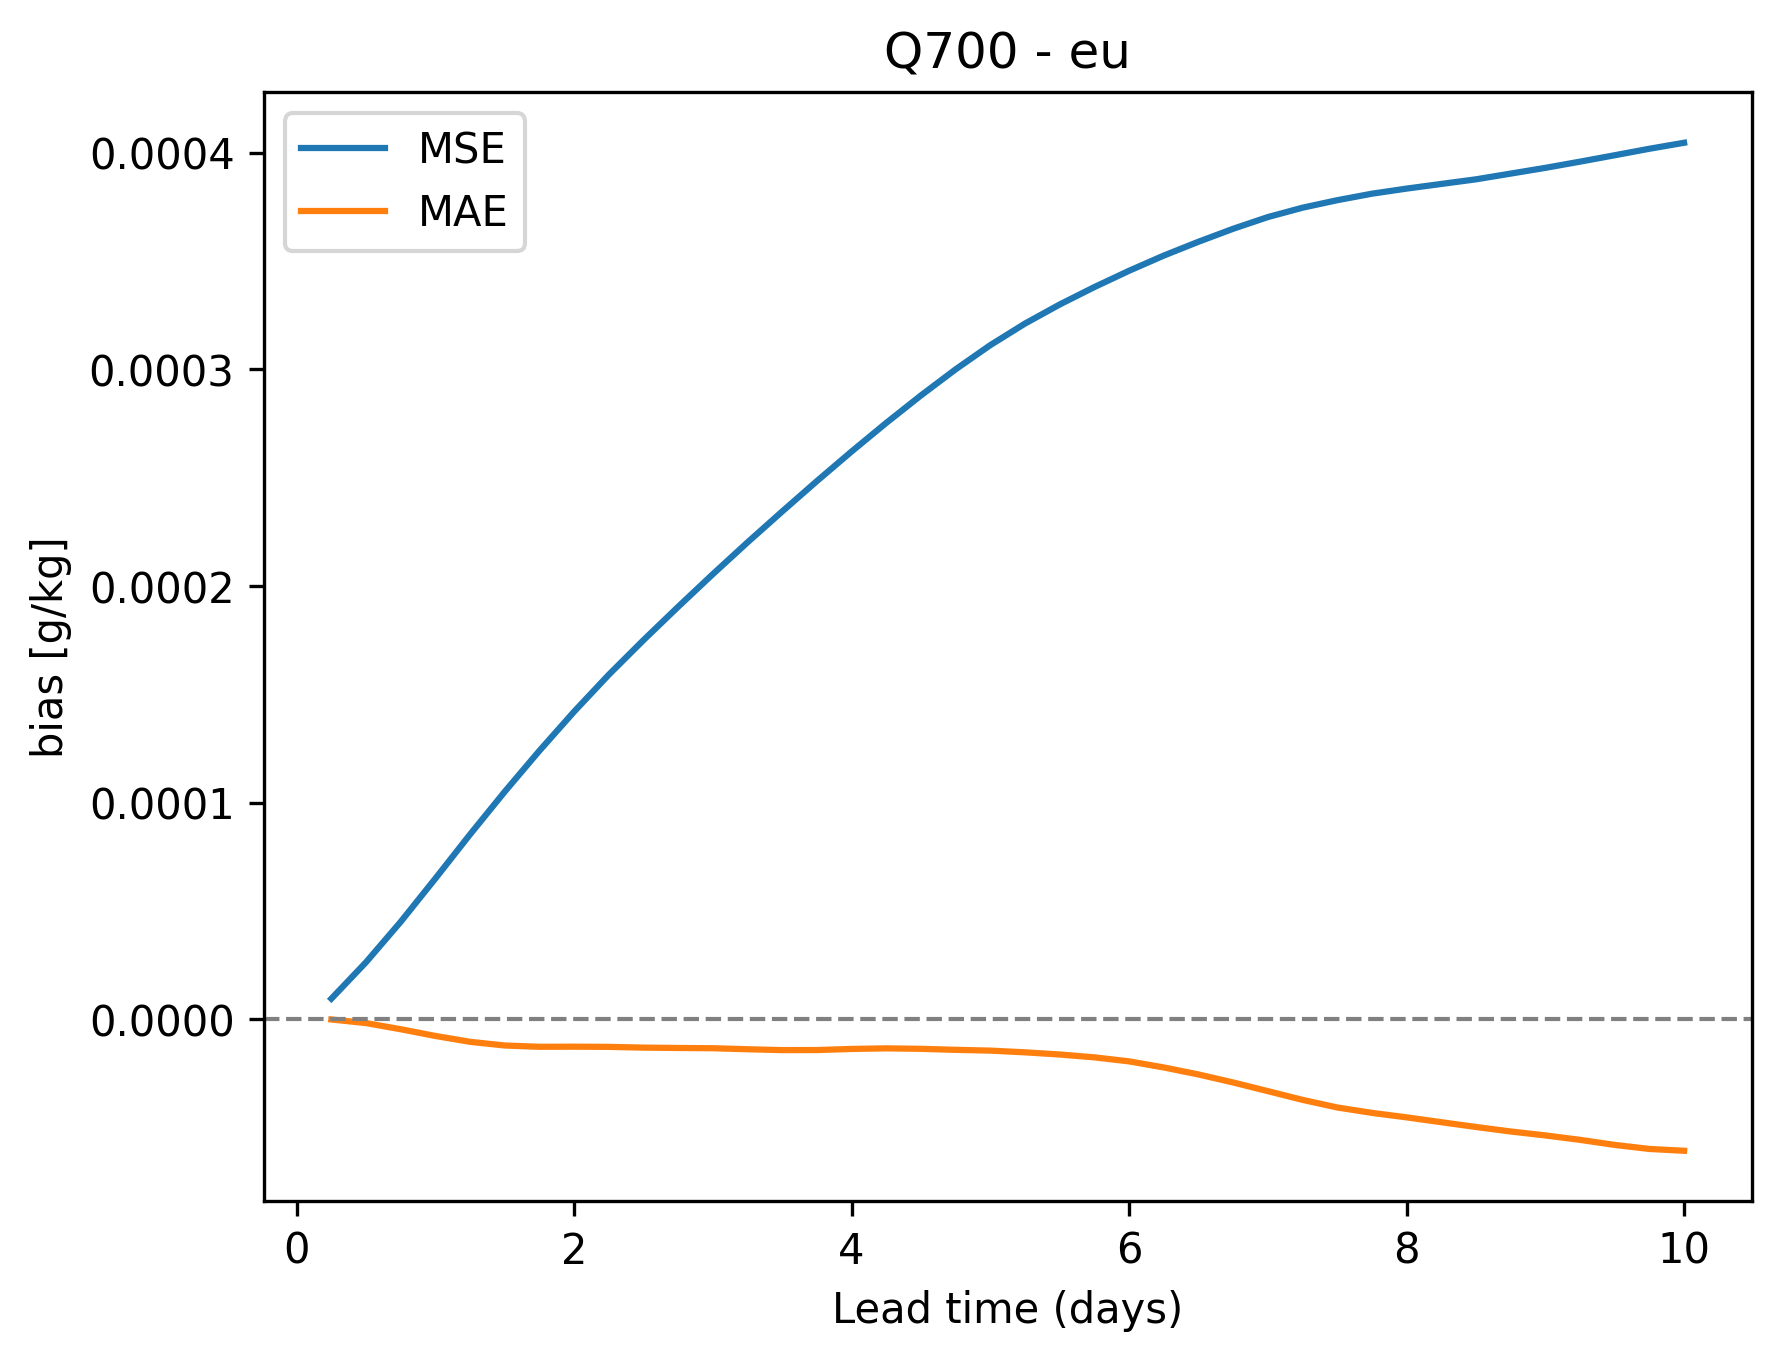 Q700 - eu
MSE
MAE
bias [g/kg]
0.0004
0.0003
0.0002
0.0001
0.0000
0 2 4 6 8 10
Lead time (days)